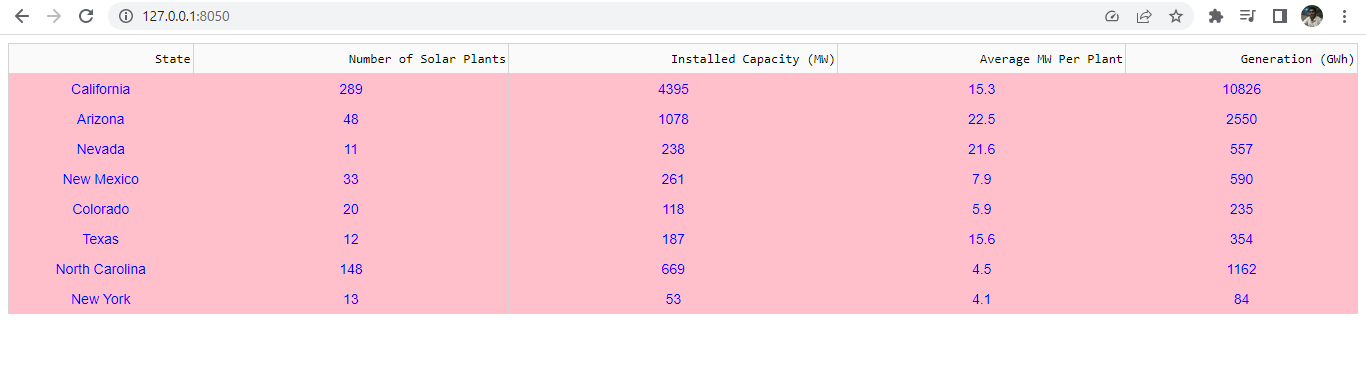 127.0.0.1:8050
State Number of Solar Plants Installed Capacity (MW) Average MW Per Plant Generation (GWh)
California 289 4395 15.3 10826
Arizona 48 1078 22.5 2550
Nevada 11 238 21.6 557
New Mexico 33 261 7.9 590
Colorado 20 118 5.9 235
Texas 12 187 15.6 354
North Carolina 148 669 4.5 1162
New York 13 53 4.1 84